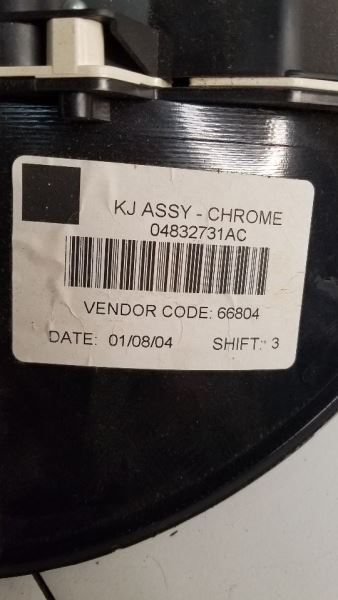 KJ ASSY - CHROME
04832731AC
VENDOR CODE: 66804
DATE: 01/08/04 SHIFT: 3